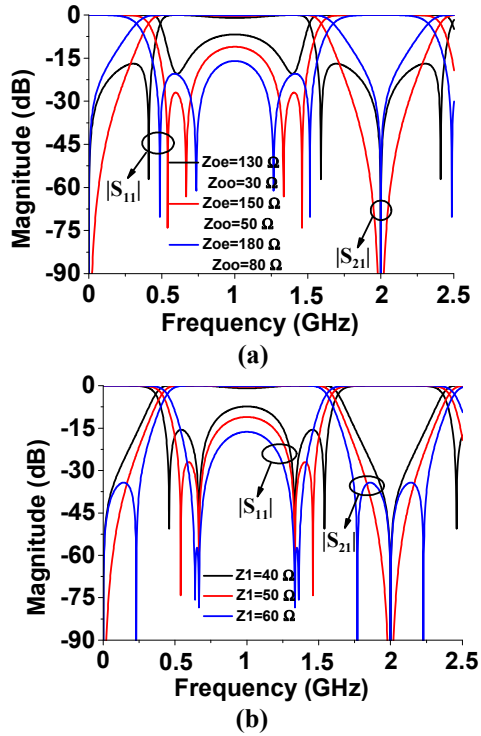 0
-15
-30
-45
-60
-75
-90
Magnitude (dB)
|S11|
Zoe=130 Ω
Zoo=30 Ω
Zoe=150 Ω
Zoo=50 Ω
Zoe=180 Ω
Zoo=80 Ω
|S21|
0 0.5 1 1.5 2 2.5
Frequency (GHz)
(a)
0
-15
-30
-45
-60
-75
-90
Magnitude (dB)
|S11|
|S21|
Z1=40 Ω
Z1=50 Ω
Z1=60 Ω
0 0.5 1 1.5 2 2.5
Frequency (GHz)
(b)